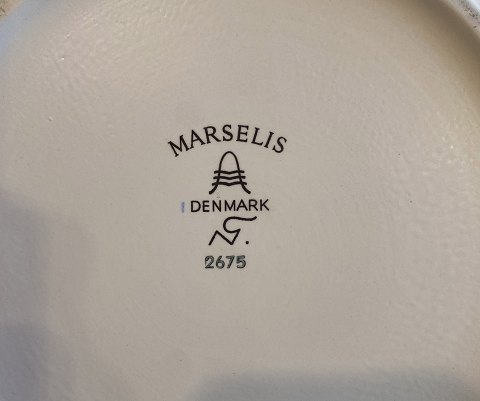 MARSELIS
DENMARK
N.
2675